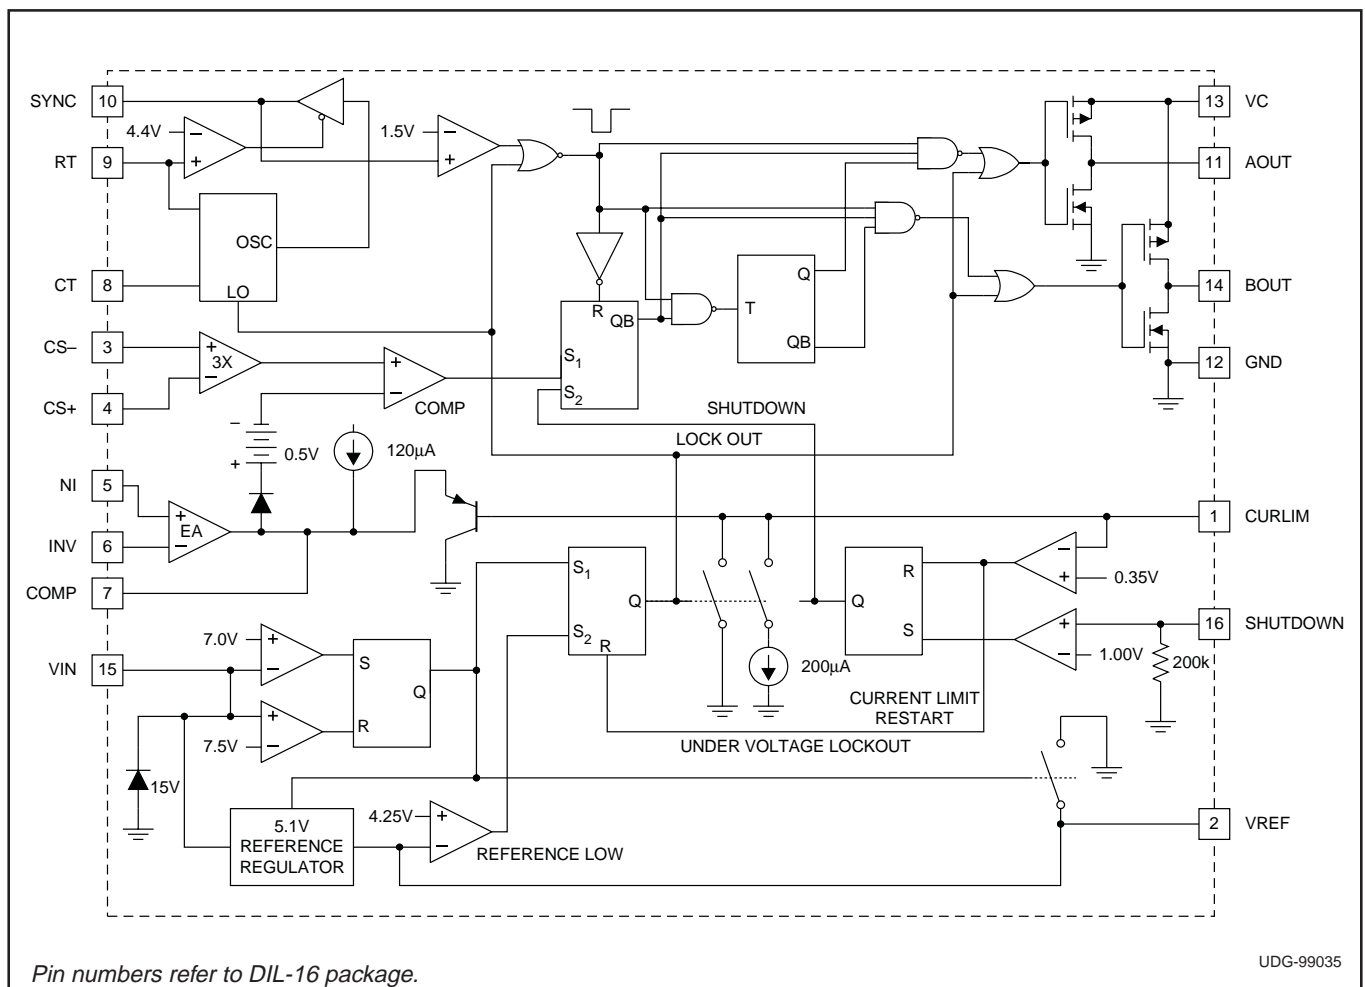 SYNC 10
4.4V
1.5V
13 VC
RT 9
11 AOUT
OSC
LO
CT 8
Q
T
QB
R
QB
S1
S2
14 BOUT
CS– 3
+
3X
–
CS+ 4
+
–
COMP
12 GND
SHUTDOWN
LOCK OUT
–
+
0.5V
120µA
NI 5
+
EA
–
INV 6
COMP 7
1 CURLIM
S1
Q
S2
R
R
Q
S
–
+
0.35V
16 SHUTDOWN
+
–
1.00V
200k
200µA
CURRENT LIMIT
RESTART
7.0V
+
–
VIN 15
S
Q
R
+
–
7.5V
UNDER VOLTAGE LOCKOUT
15V
5.1V
REFERENCE
REGULATOR
4.25V
+
–
REFERENCE LOW
2 VREF
Pin numbers refer to DIL-16 package.
UDG-99035